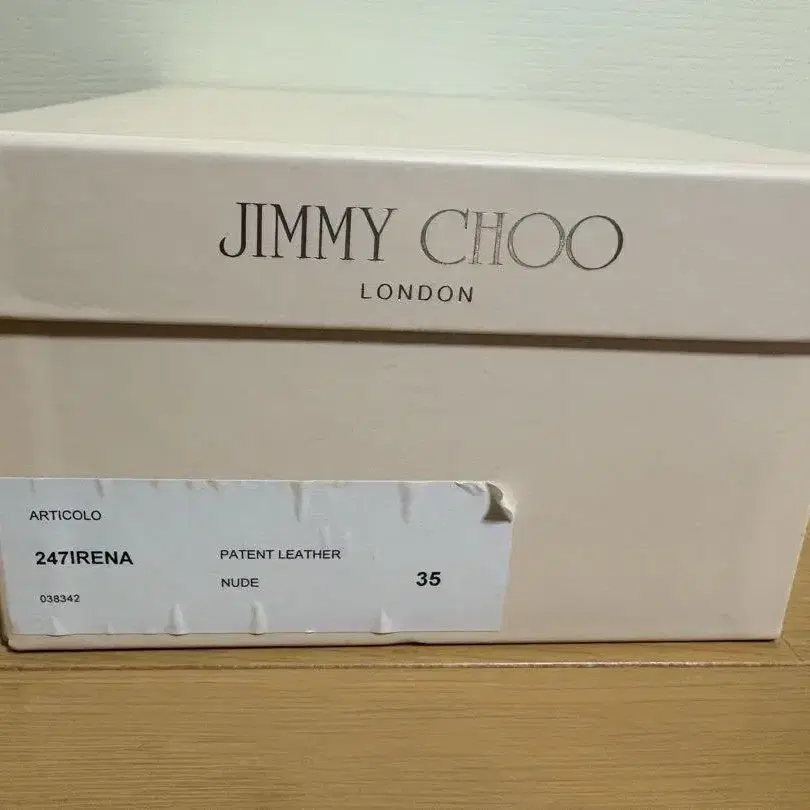 JIMMY CHOO
LONDON
ARTICOLO
247IRENA
PATENT LEATHER
NUDE
35
038342